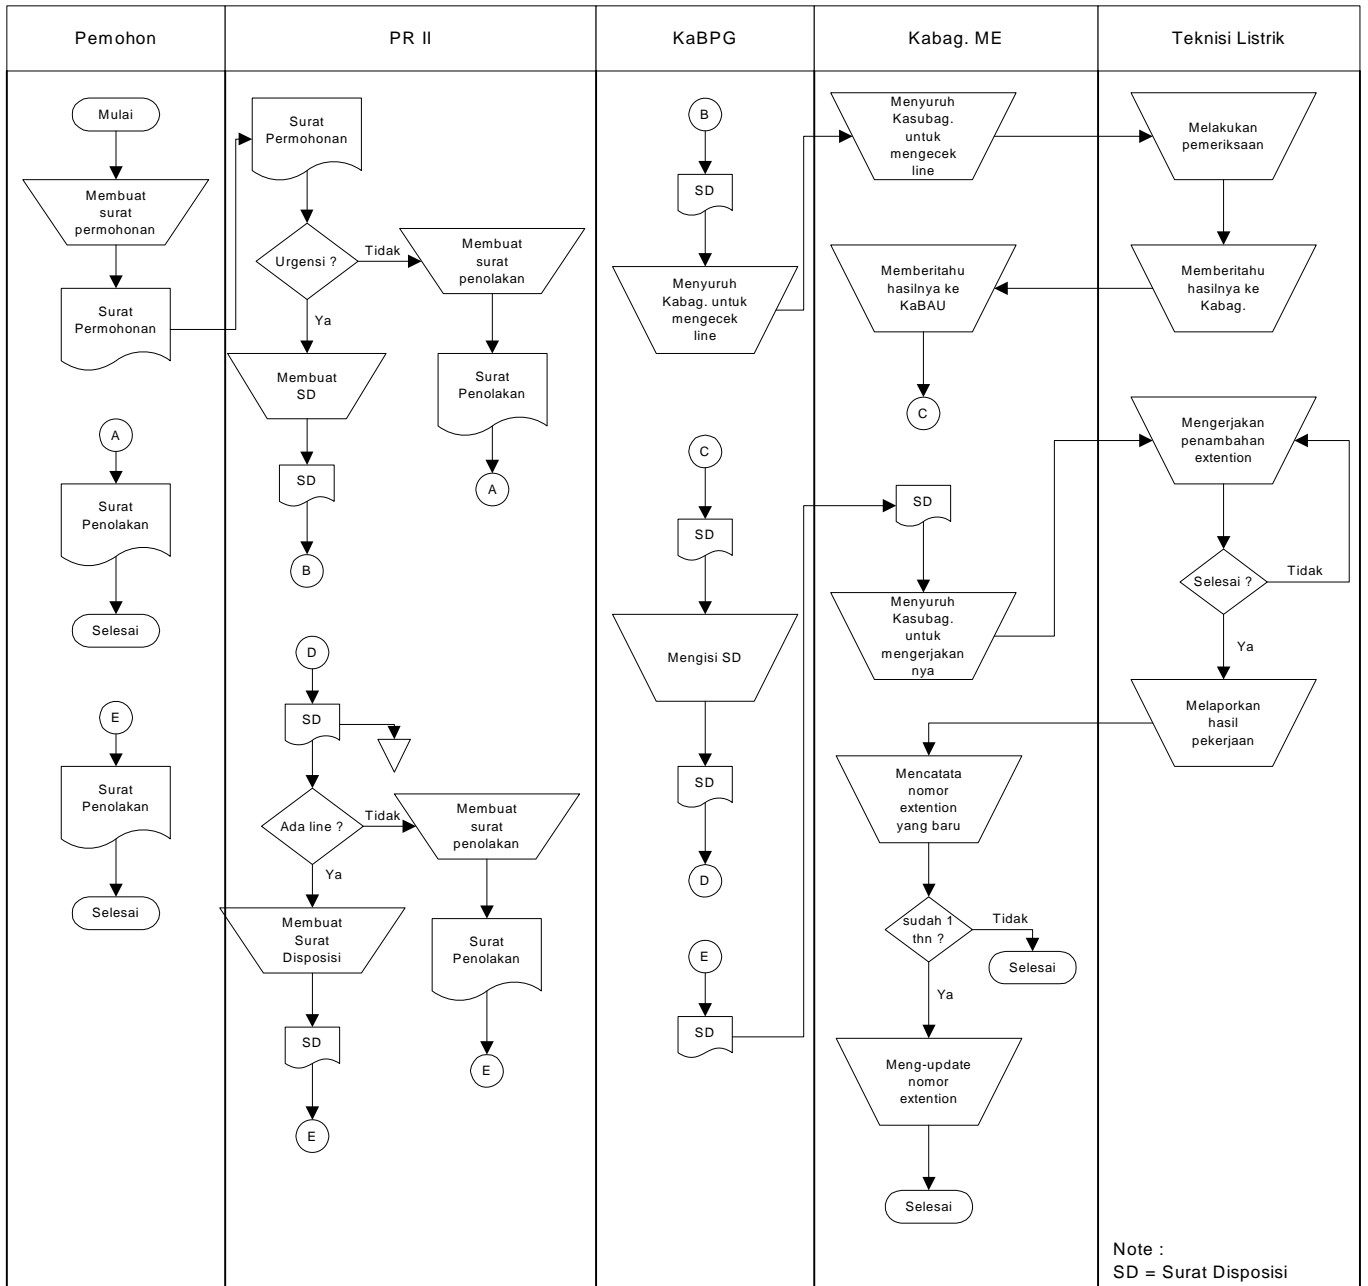 Pemohon
PR II
KaBPG
Kabag. ME
Teknisi Listrik
Mulai
Membuat
surat
permohonan
Surat
Permohonan
A
Surat
Penolakan
Selesai
E
Surat
Penolakan
Selesai
Surat
Permohonan
Urgensi ?
Tidak
Membuat
surat
penolakan
Ya
Membuat
SD
Surat
Penolakan
SD
A
B
D
SD
Ada line ?
Tidak
Membuat
surat
penolakan
Ya
Membuat
Surat
Disposisi
Surat
Penolakan
SD
E
E
B
SD
Menyuruh
Kabag. untuk
mengecek
line
C
SD
Mengisi SD
SD
D
E
SD
Menyuruh
Kasubag.
untuk
mengecek
line
Memberitahu
hasilnya ke
KaBAU
C
SD
Menyuruh
Kasubag.
untuk
mengerjakan
nya
Mencatata
nomor
extention
yang baru
sudah 1
thn ?
Tidak
Selesai
Ya
Meng-update
nomor
extention
Selesai
Melakukan
pemeriksaan
Memberitahu
hasilnya ke
Kabag.
Mengerjakan
penambahan
extention
Selesai ?
Tidak
Ya
Melaporkan
hasil
pekerjaan
Note :
SD = Surat Disposisi